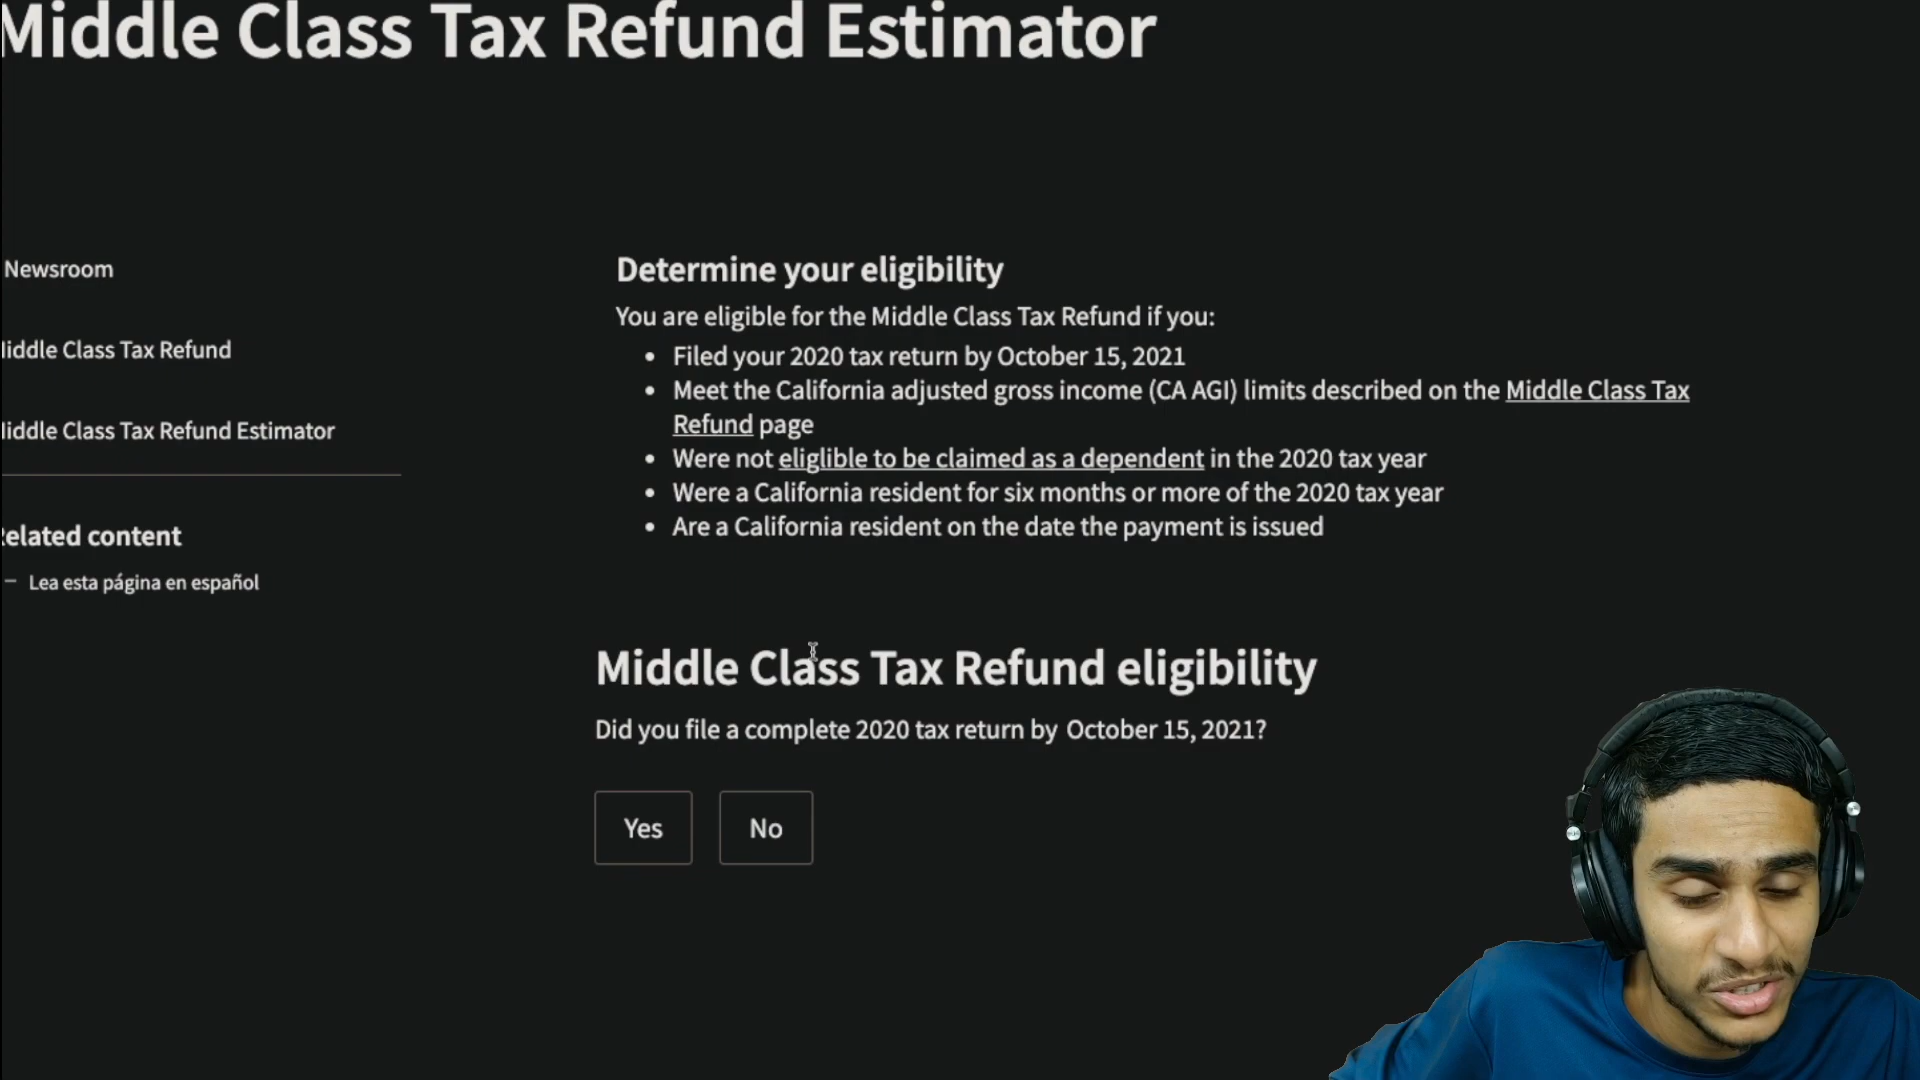 Middle Class Tax Refund Estimator
Newsroom
iddle Class Tax Refund
iddle Class Tax Refund Estimator
elated content
– Lea esta página en español
Determine your eligibility
You are eligible for the Middle Class Tax Refund if you:
• Filed your 2020 tax return by October 15, 2021
• Meet the California adjusted gross income (CA AGI) limits described on the Middle Class Tax
Refund page
• Were not eliglible to be claimed as a dependent in the 2020 tax year
• Were a California resident for six months or more of the 2020 tax year
• Are a California resident on the date the payment is issued
Middle Class Tax Refund eligibility
Did you file a complete 2020 tax return by October 15, 2021?
Yes
No